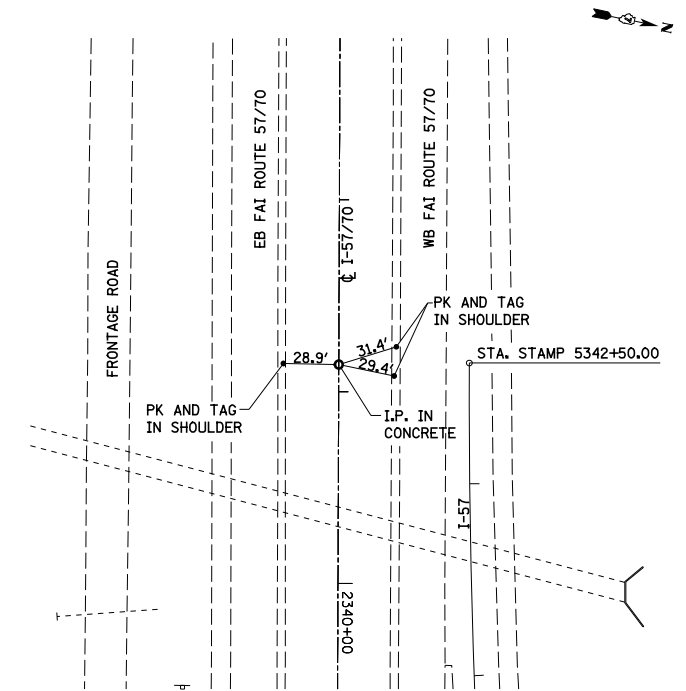 N
EB FAI ROUTE 57/70
WB FAI ROUTE 57/70
℄ I-57/70
FRONTAGE ROAD
PK AND TAG
IN SHOULDER
31.4'
28.9'
29.4'
STA. STAMP 5342+50.00
PK AND TAG
IN SHOULDER
I.P. IN
CONCRETE
I-57
2340+00